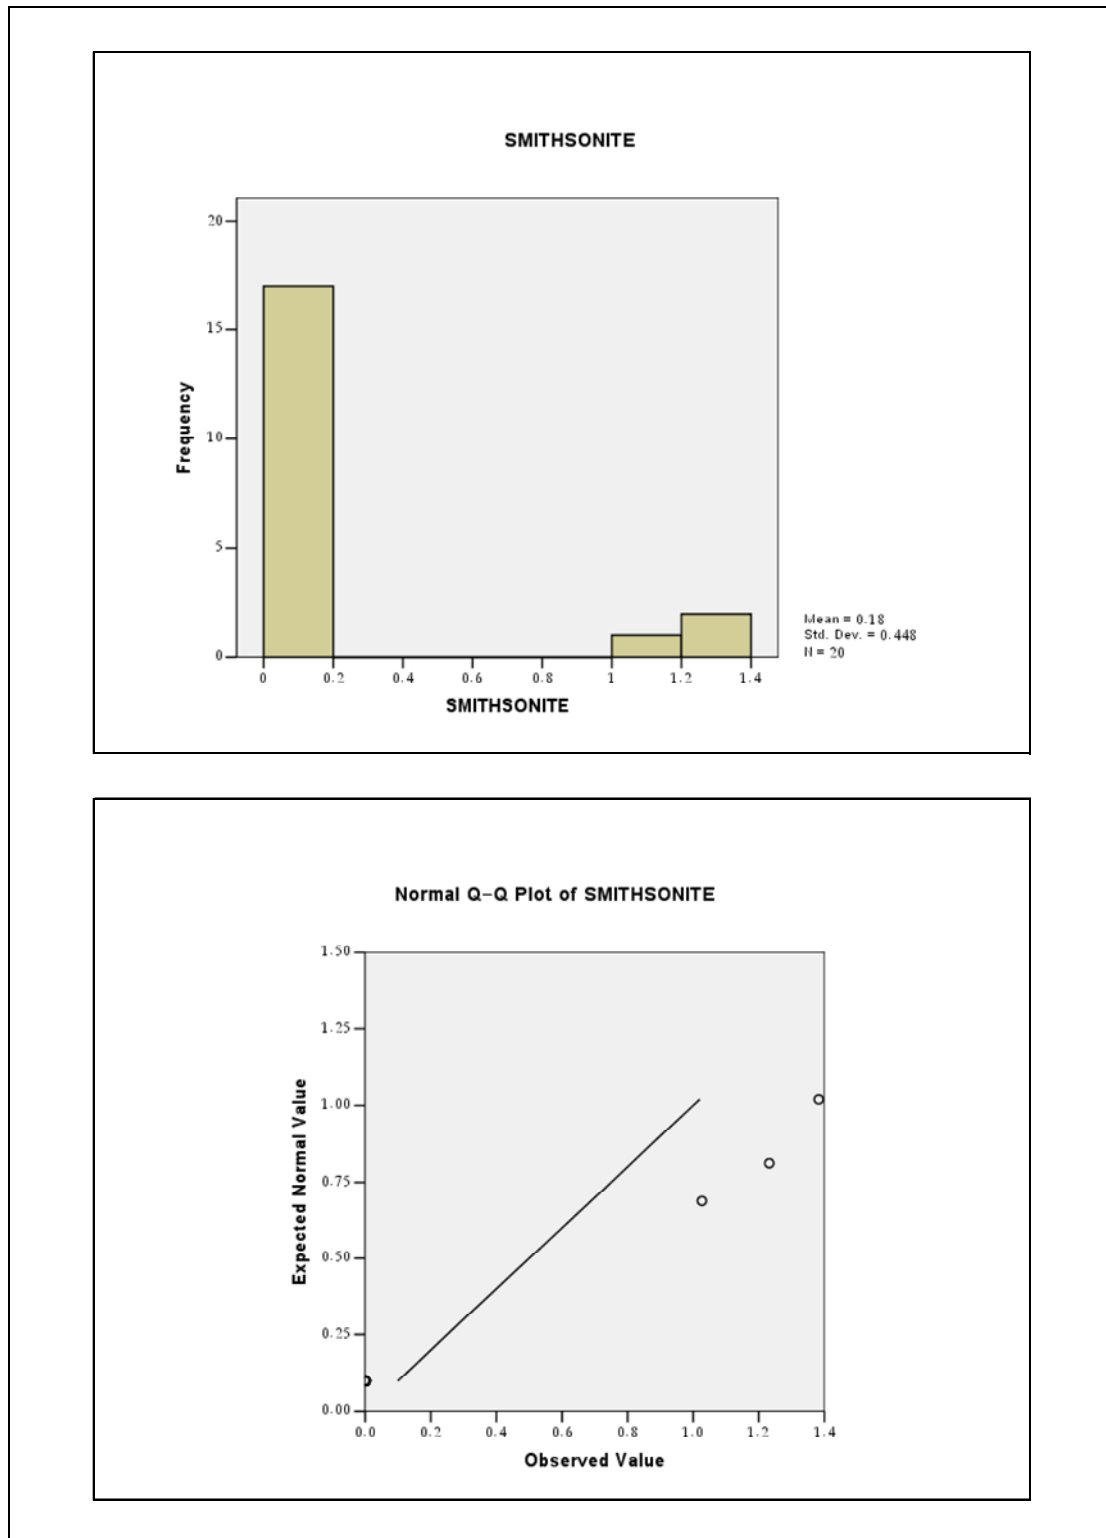 SMITHSONITE
20
15
10
5
0
Frequency
0 0.2 0.4 0.6 0.8 1 1.2 1.4
SMITHSONITE
Mean = 0.18
Std. Dev. = 0.448
N = 20
Normal Q−Q Plot of SMITHSONITE
1.50
1.25
1.00
0.75
0.50
0.25
0.00
Expected Normal Value
0.0 0.2 0.4 0.6 0.8 1.0 1.2 1.4
Observed Value